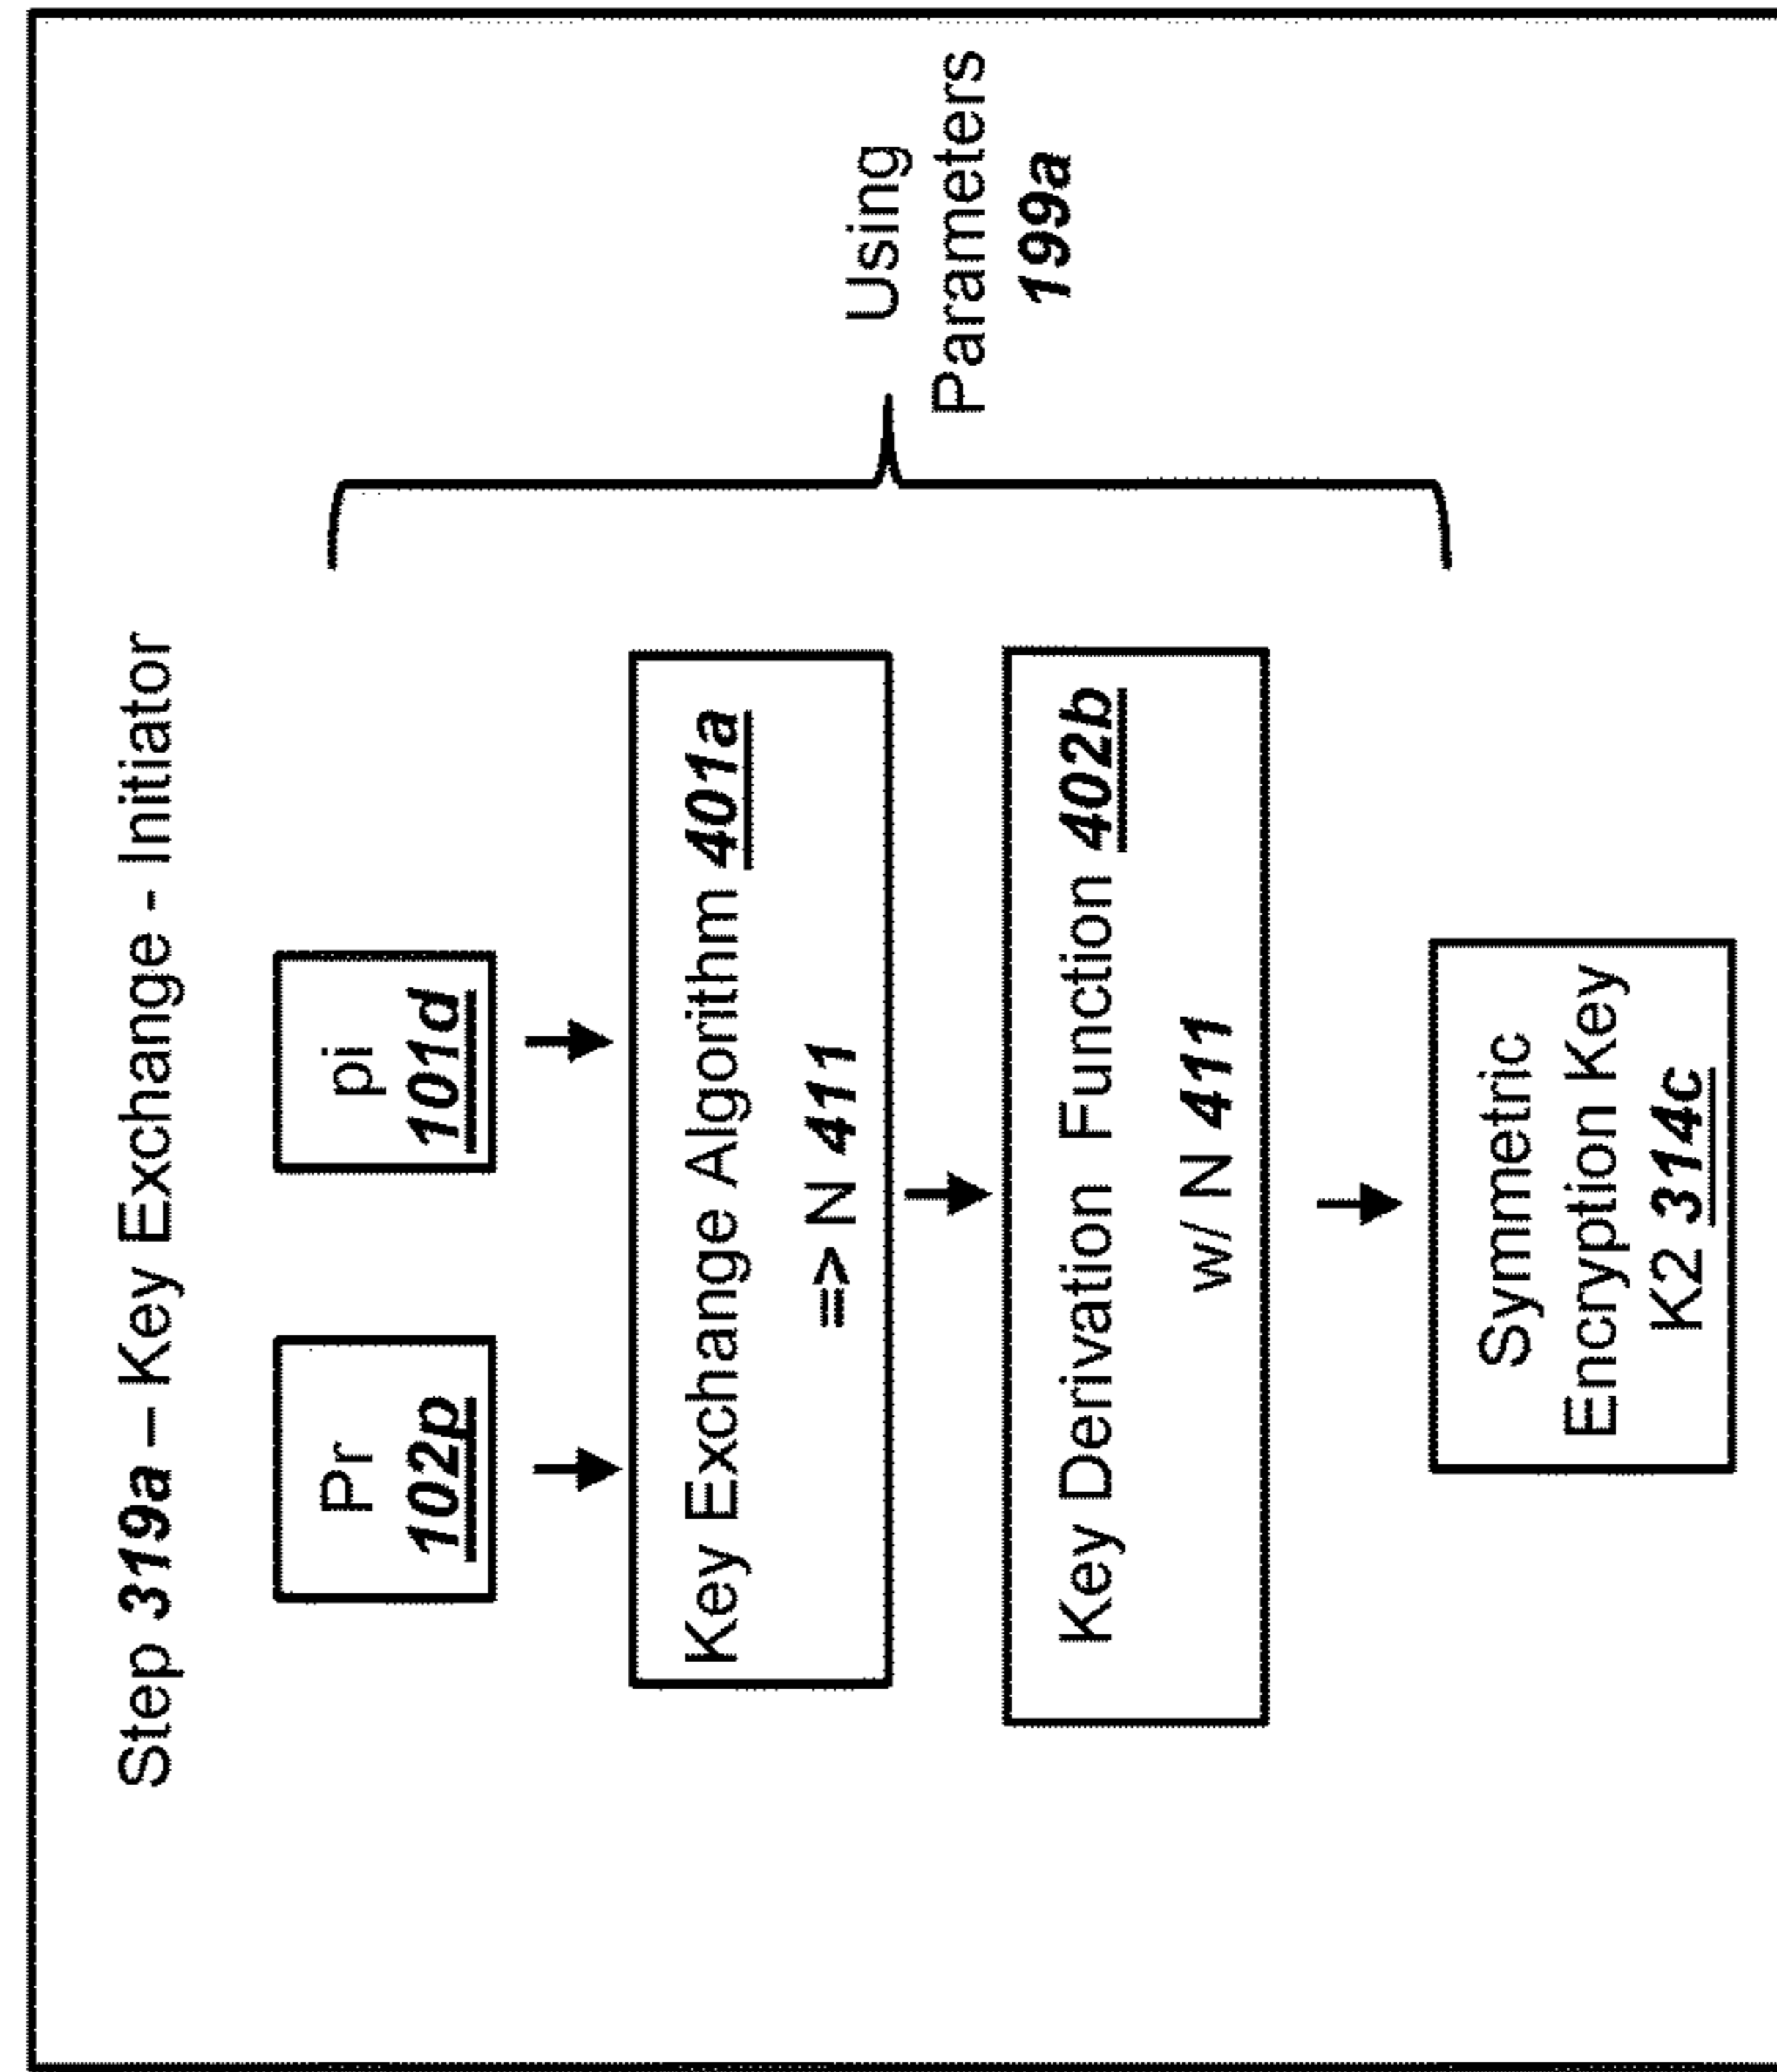 Step 319a – Key Exchange - Initiator
Pr
102p
pi
101d
Key Exchange Algorithm 401a
=> N 411
Key Derivation Function 402b
w/ N 411
Symmetric
Encryption Key
K2 314c
Using
Parameters
199a